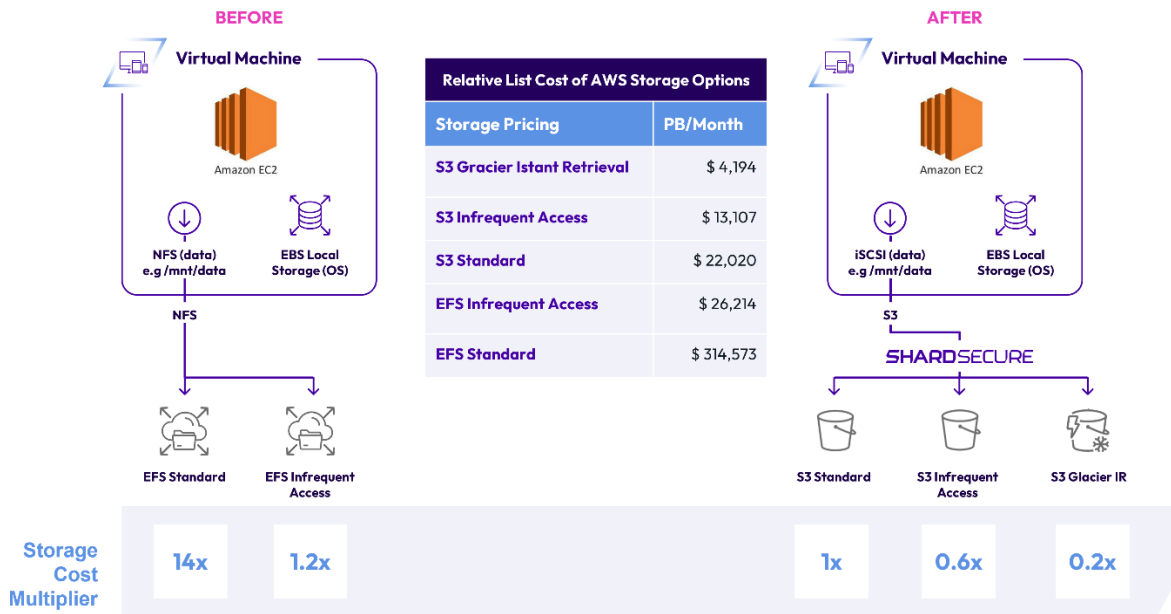 BEFORE
Virtual Machine
Amazon EC2
NFS (data)
e.g /mnt/data
EBS Local
Storage (OS)
NFS
EFS Standard
EFS Infrequent
Access
Relative List Cost of AWS Storage Options
Storage Pricing PB/Month
S3 Gracier Istant Retrieval $ 4,194
S3 Infrequent Access $ 13,107
S3 Standard $ 22,020
EFS Infrequent Access $ 26,214
EFS Standard $ 314,573
AFTER
Virtual Machine
Amazon EC2
iSCSI (data)
e.g /mnt/data
EBS Local
Storage (OS)
S3
SHARDSECURE
S3 Standard
S3 Infrequent
Access
S3 Glacier IR
Storage
Cost
Multiplier
14x
1.2x
1x
0.6x
0.2x